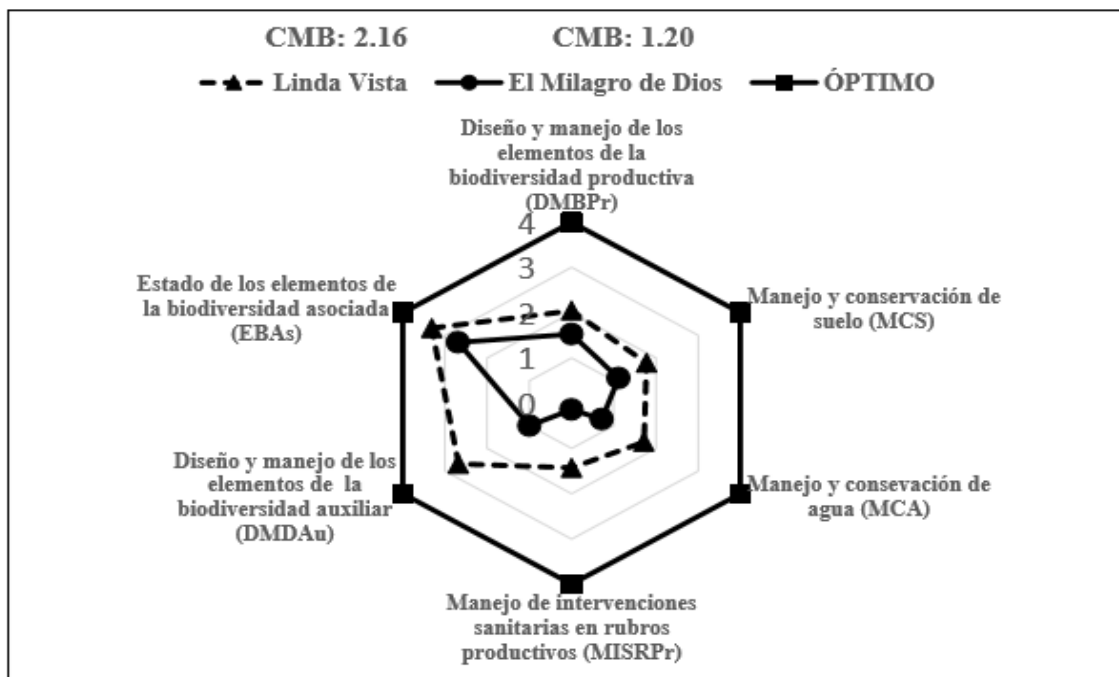 CMB: 2.16 CMB: 1.20
Linda Vista El Milagro de Dios ÓPTIMO
Diseño y manejo de los
elementos de la
biodiversidad productiva
(DMBPr)
4
3
2
1
0
Manejo y conservación de
suelo (MCS)
Manejo y consevación de
agua (MCA)
Manejo de intervenciones
sanitarias en rubros
productivos (MISRPr)
Diseño y manejo de los
elementos de la
biodiversidad auxiliar
(DMDAu)
Estado de los elementos de
la biodiversidad asociada
(EBAs)